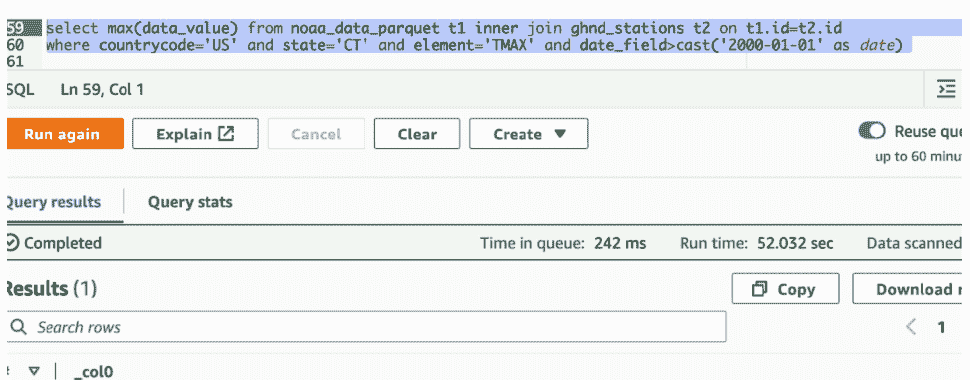 59 select max(data_value) from noaa_data_parquet t1 inner join ghnd_stations t2 on t1.id=t2.id
60 where countrycode='US' and state='CT' and element='TMAX' and date_field>cast('2000-01-01' as date)
61
SQL Ln 59, Col 1
Run again Explain Cancel Clear Create Reuse que
up to 60 minu
Query results Query stats
Completed Time in queue: 242 ms Run time: 52.032 sec Data scanned
Results (1) Copy Download r
Search rows 1
_col0